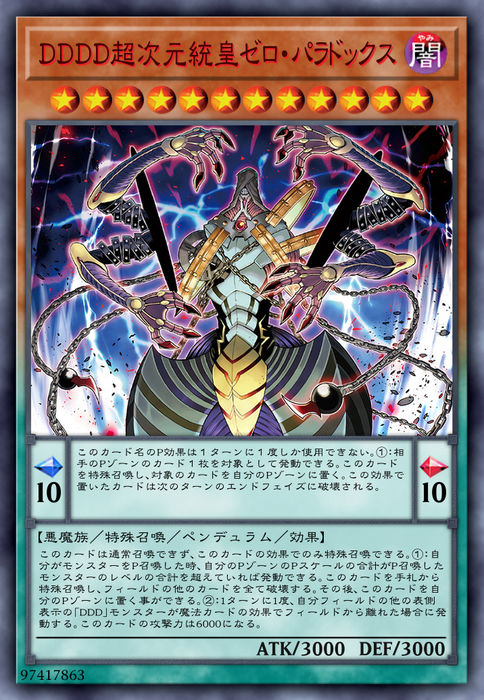 DDDD超次元統皇ゼロ・パラドックス
やみ
闇
このカード名のP効果は1ターンに1度しか使用できない。①:相
手のPゾーンのカード1枚を対象として発動できる。このカード
を特殊召喚し、対象のカードを自分のPゾーンに置く。この効果で
置いたカードは次のターンのエンドフェイズに破壊される。
10
10
【悪魔族/特殊召喚/ペンデュラム/効果】
このカードは通常召喚できず、このカードの効果でのみ特殊召喚できる。①:自
分がモンスターをP召喚した時、自分のPゾーンのPスケールの合計がP召喚した
モンスターのレベルの合計を超えていれば発動できる。このカードを手札から
特殊召喚し、フィールドの他のカードを全て破壊する。その後、このカードを自
分のPゾーンに置く事ができる。②:1ターンに1度、自分フィールドの他の表側
表示の「DDD」モンスターが魔法カードの効果でフィールドから離れた場合に発
動する。このカードの攻撃力は6000になる。
ATK/3000 DEF/3000
97417863